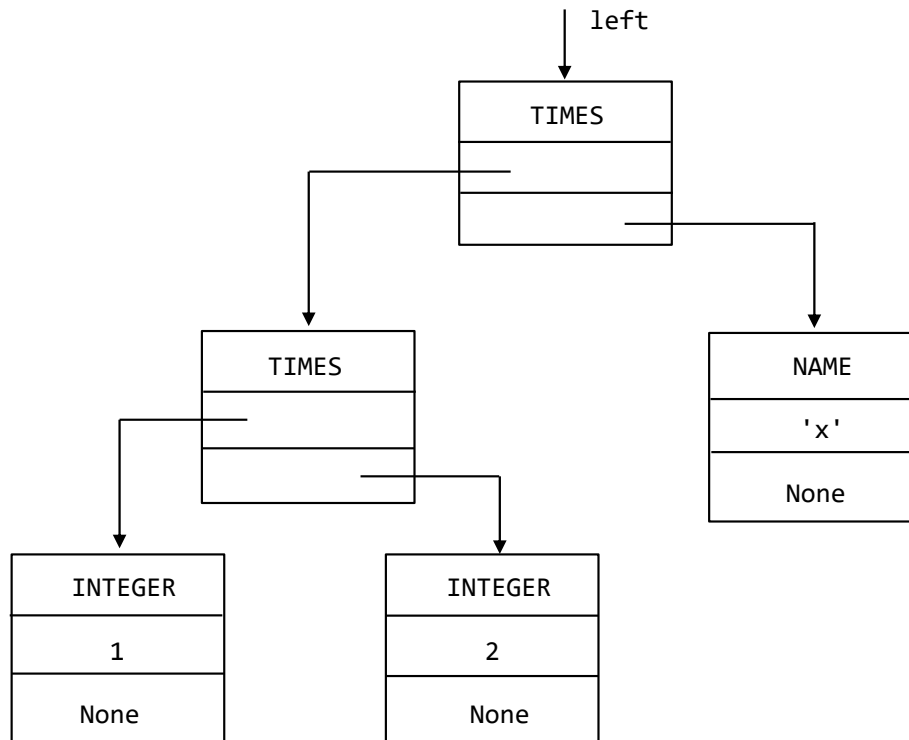 left
TIMES
TIMES
NAME
'x'
None
INTEGER
1
None
INTEGER
2
None